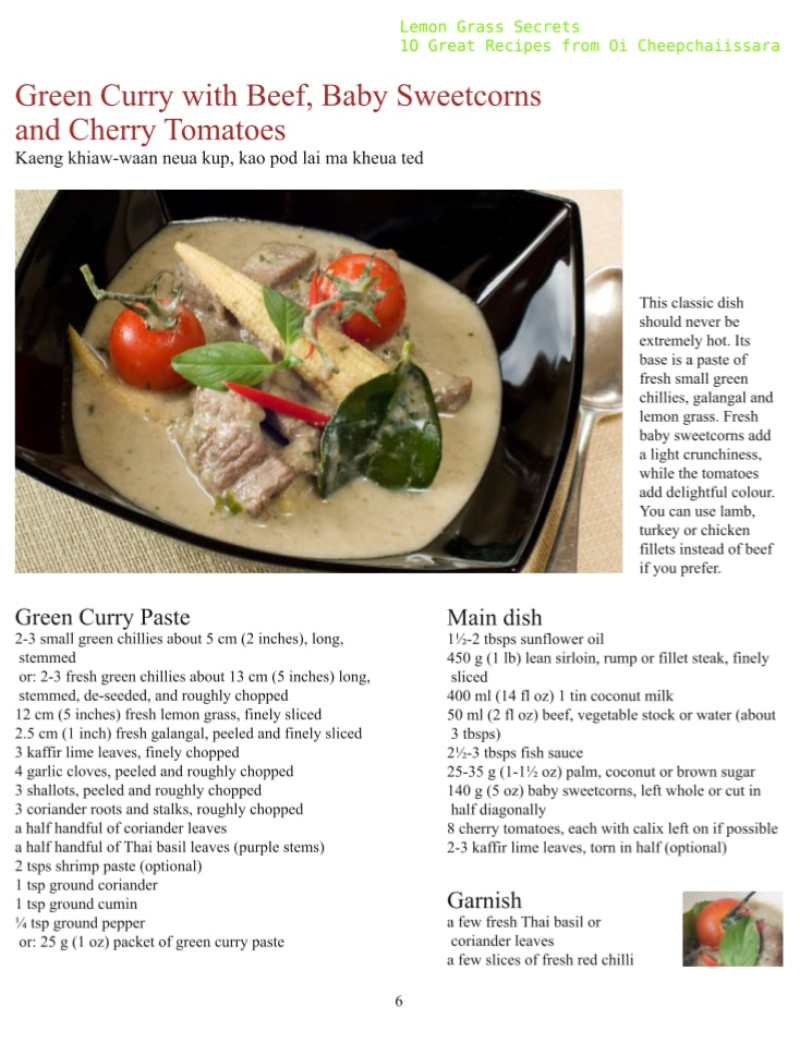 Lemon Grass Secrets
10 Great Recipes from Oi Cheepchaiissara
Green Curry with Beef, Baby Sweetcorns
and Cherry Tomatoes
Kaeng khiaw-waan neua kup, kao pod lai ma kheua ted
This classic dish
should never be
extremely hot. Its
base is a paste of
fresh small green
chillies, galangal and
lemon grass. Fresh
baby sweetcorns add
a light crunchiness,
while the tomatoes
add delightful colour.
You can use lamb,
turkey or chicken
fillets instead of beef
if you prefer.
Green Curry Paste
2-3 small green chillies about 5 cm (2 inches), long,
stemmed
or: 2-3 fresh green chillies about 13 cm (5 inches) long,
stemmed, de-seeded, and roughly chopped
12 cm (5 inches) fresh lemon grass, finely sliced
2.5 cm (1 inch) fresh galangal, peeled and finely sliced
3 kaffir lime leaves, finely chopped
4 garlic cloves, peeled and roughly chopped
3 shallots, peeled and roughly chopped
3 coriander roots and stalks, roughly chopped
a half handful of coriander leaves
a half handful of Thai basil leaves (purple stems)
2 tsps shrimp paste (optional)
1 tsp ground coriander
1 tsp ground cumin
¼ tsp ground pepper
or: 25 g (1 oz) packet of green curry paste
Main dish
1½-2 tbsps sunflower oil
450 g (1 lb) lean sirloin, rump or fillet steak, finely
sliced
400 ml (14 fl oz) 1 tin coconut milk
50 ml (2 fl oz) beef, vegetable stock or water (about
3 tbsps)
2½-3 tbsps fish sauce
25-35 g (1-1½ oz) palm, coconut or brown sugar
140 g (5 oz) baby sweetcorns, left whole or cut in
half diagonally
8 cherry tomatoes, each with calix left on if possible
2-3 kaffir lime leaves, torn in half (optional)
Garnish
a few fresh Thai basil or
coriander leaves
a few slices of fresh red chilli
6